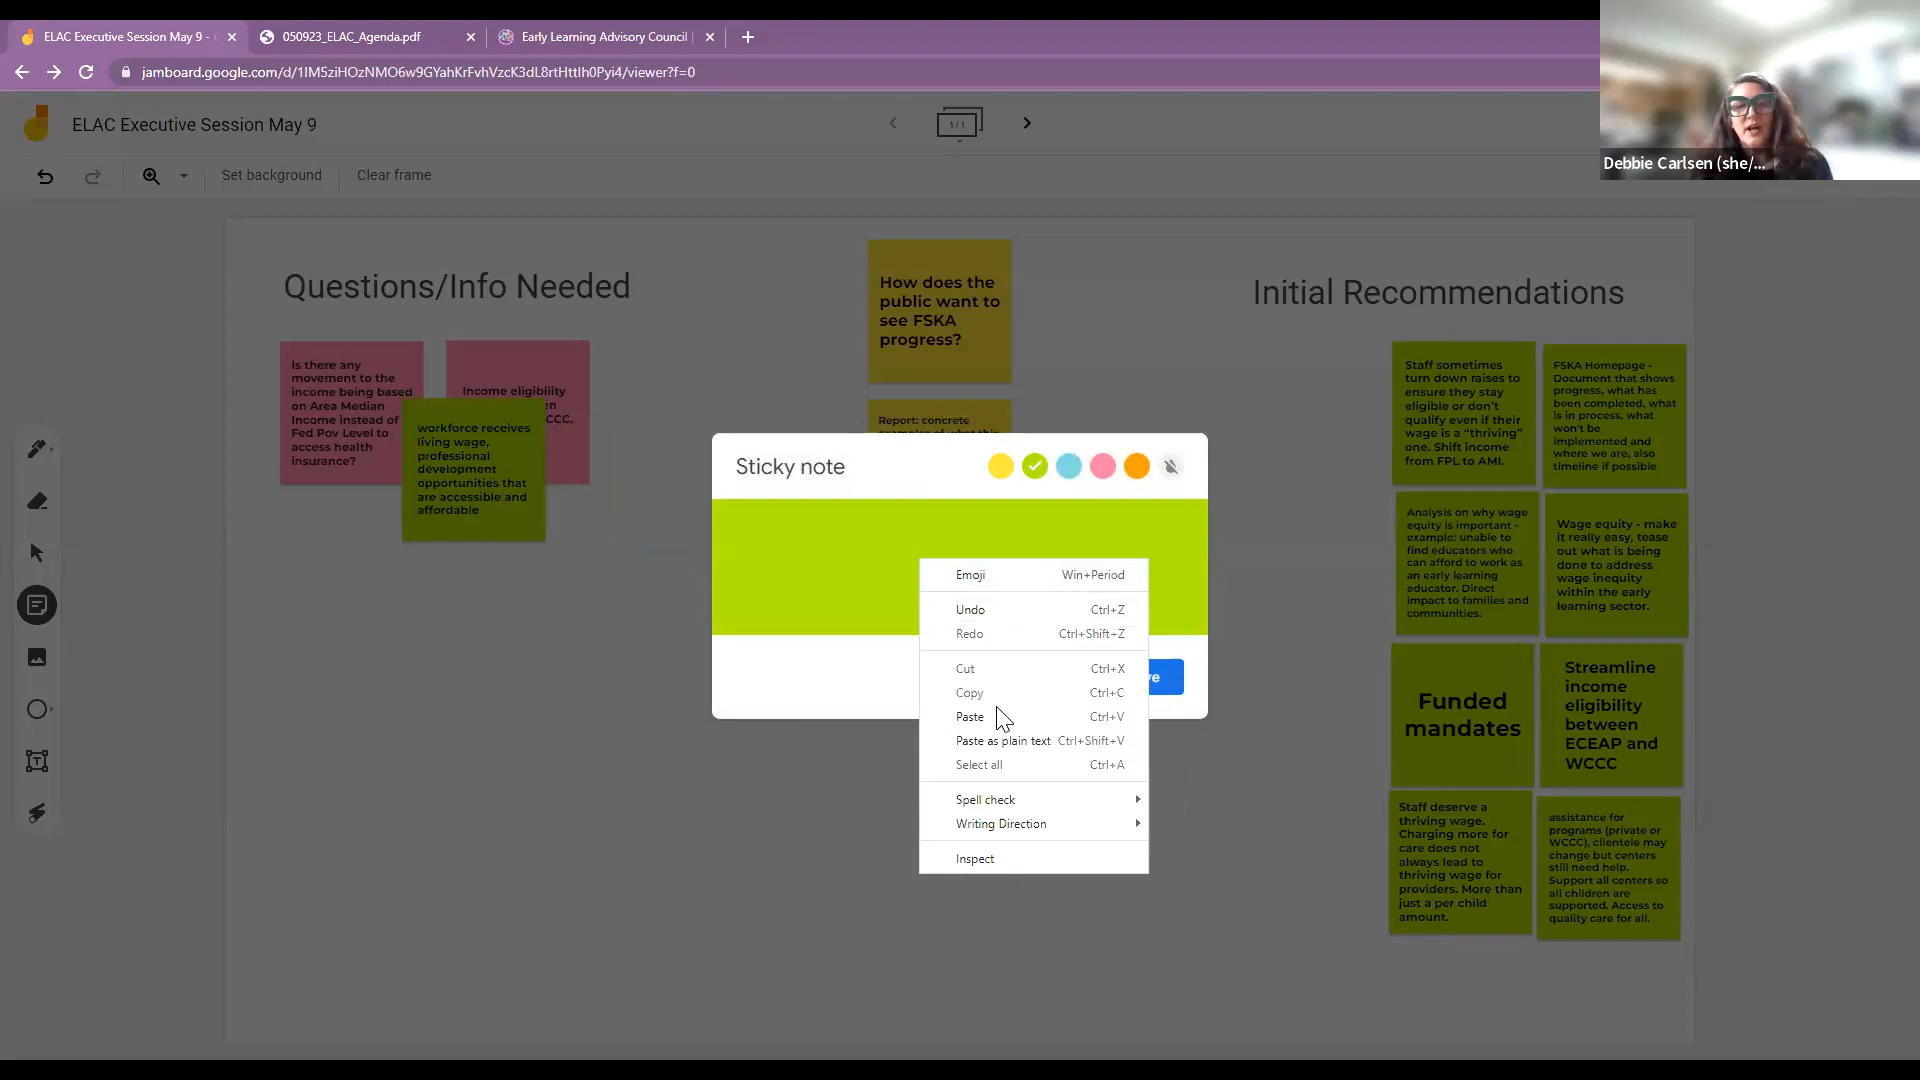 ELAC Executive Session May 9 -
050923_ELAC_Agenda.pdf
Early Learning Advisory Council |
jamboard.google.com/d/1IM5ziHOzNMO6w9GYahKrFvhVzcK3dL8rtHttIh0Pyi4/viewer?f=0
ELAC Executive Session May 9
1 / 1
Set background
Clear frame
Debbie Carlsen (she/...
Questions/Info Needed
Is there any
movement to the
income being based
on Area Median
Income instead of
Fed Pov Level to
access health
insurance?
Income eligibility
CCC.
workforce receives
living wage,
professional
development
opportunities that
are accessible and
affordable
How does the
public want to
see FSKA
progress?
Report: concrete
Sticky note
Emoji Win+Period
Undo Ctrl+Z
Redo Ctrl+Shift+Z
Cut Ctrl+X
Copy Ctrl+C
Paste Ctrl+V
Paste as plain text Ctrl+Shift+V
Select all Ctrl+A
Spell check
Writing Direction
Inspect
Initial Recommendations
Staff sometimes
turn down raises to
ensure they stay
eligible or don't
qualify even if their
wage is a "thriving"
one. Shift income
from FPL to AMI.
FSKA Homepage -
Document that shows
progress, what has
been completed, what
is in process, what
won't be
implemented and
where we are, also
timeline if possible
Analysis on why wage
equity is important -
example: unable to
find educators who
can afford to work as
an early learning
educator. Direct
impact to families and
communities.
Wage equity - make
it really easy, tease
out what is being
done to address
wage inequity
within the early
learning sector.
Funded
mandates
Streamline
income
eligibility
between
ECEAP and
WCCC
Staff deserve a
thriving wage.
Charging more for
care does not
always lead to
thriving wage for
providers. More than
just a per child
amount.
assistance for
programs (private or
WCCC), clientele may
change but centers
still need help.
Support all centers so
all children are
supported. Access to
quality care for all.